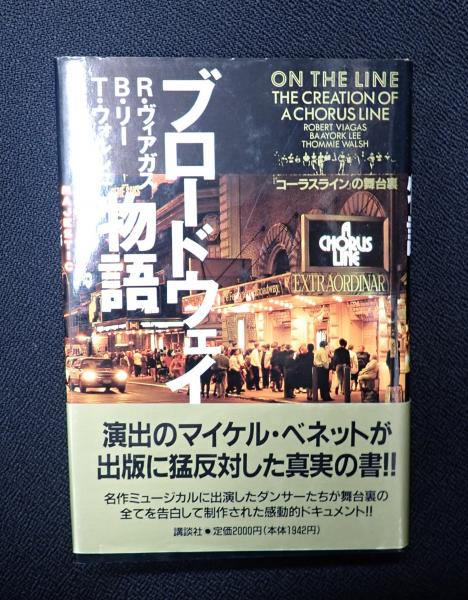 ON THE LINE
THE CREATION OF
A CHORUS LINE
ROBERT VIAGAS
BAAYORK LEE
THOMMIE WALSH
『コーラスライン』の舞台裏
ブロードウェイ
物語
R・ヴィアガス
B・リー
T・ウォ
A
CHORUS
LINE
EXTRAORDINAR
演出のマイケル・ベネットが
出版に猛反対した真実の書!!
名作ミュージカルに出演したダンサーたちが舞台裏の
全てを告白して制作された感動的ドキュメント!!
講談社●定価2000円(本体1942円)